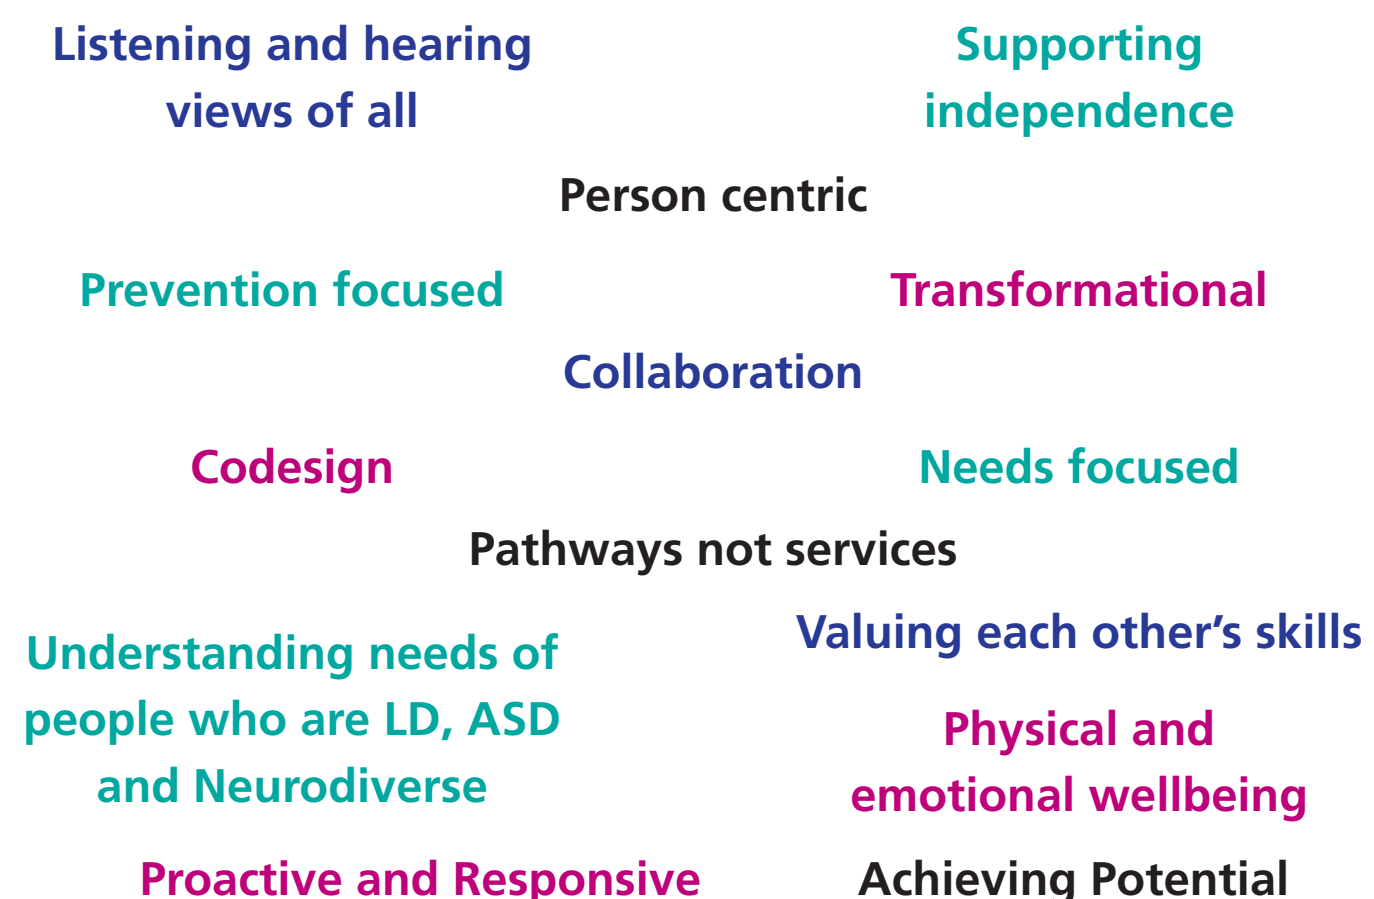 Listening and hearing
views of all
Supporting
independence
Person centric
Prevention focused
Transformational
Collaboration
Codesign
Needs focused
Pathways not services
Understanding needs of
people who are LD, ASD
and Neurodiverse
Valuing each other’s skills
Physical and
emotional wellbeing
Proactive and Responsive
Achieving Potential